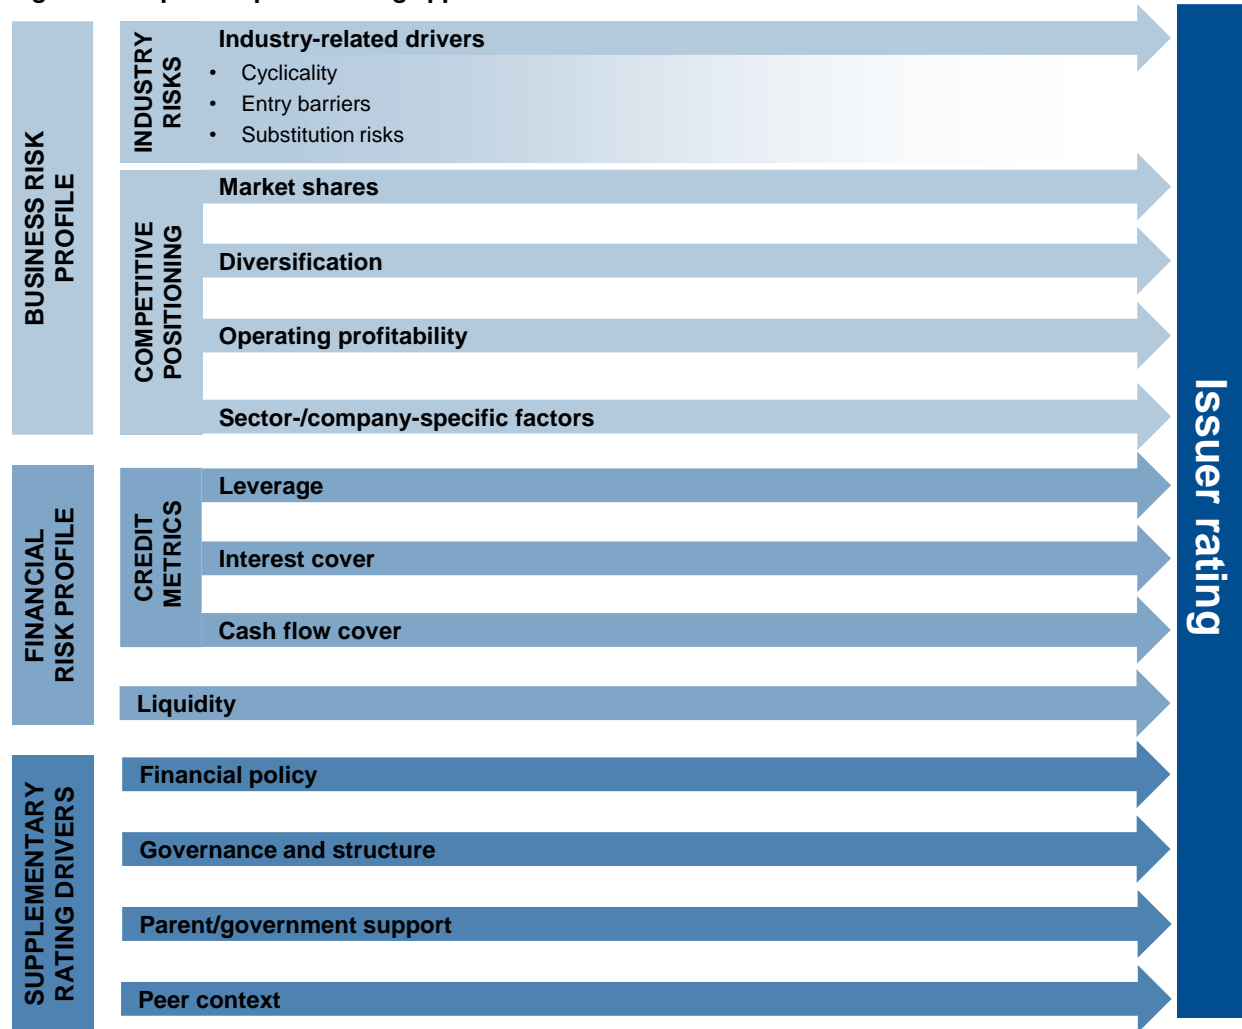 BUSINESS RISK
PROFILE
INDUSTRY
RISKS
Industry-related drivers
• Cyclicality
• Entry barriers
• Substitution risks
COMPETITIVE
POSITIONING
Market shares
Diversification
Operating profitability
Sector-/company-specific factors
FINANCIAL
RISK PROFILE
CREDIT
METRICS
Leverage
Interest cover
Cash flow cover
Liquidity
SUPPLEMENTARY
RATING DRIVERS
Financial policy
Governance and structure
Parent/government support
Peer context
Issuer rating